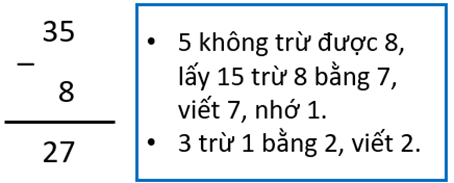 35
–
8
27
• 5 không trừ được 8,
lấy 15 trừ 8 bằng 7,
viết 7, nhớ 1.
• 3 trừ 1 bằng 2, viết 2.